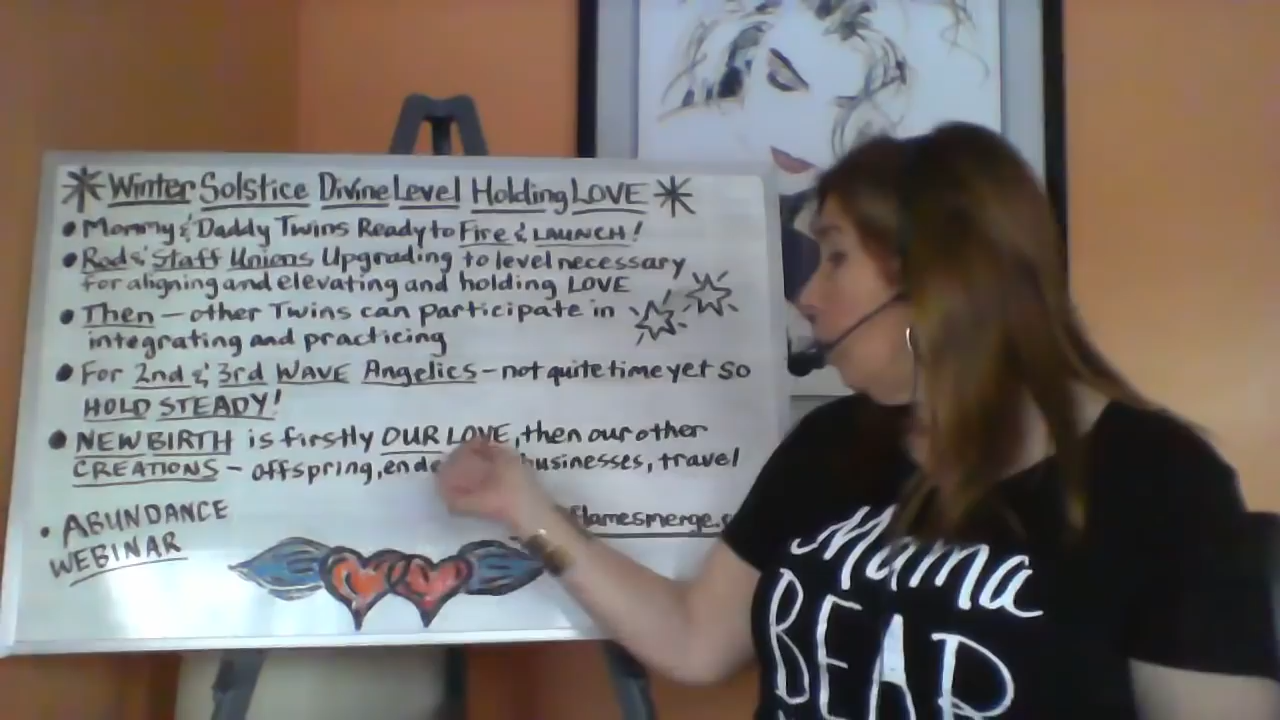 Winter Solstice Divine Level Holding LOVE
• Mommy & Daddy Twins Ready to Fire & LAUNCH!
• Rods & Staff Unions Upgrading to level necessary
for aligning and elevating and holding LOVE
• Then - other Twins can participate in
integrating and practicing
• For 2nd & 3rd WAVE Angelics - not quite time yet so
HOLD STEADY!
• NEW BIRTH is firstly OUR LOVE, then our other
CREATIONS - offspring, businesses, travel
• ABUNDANCE
WEBINAR
flamesmerge.
Mama
BEAR